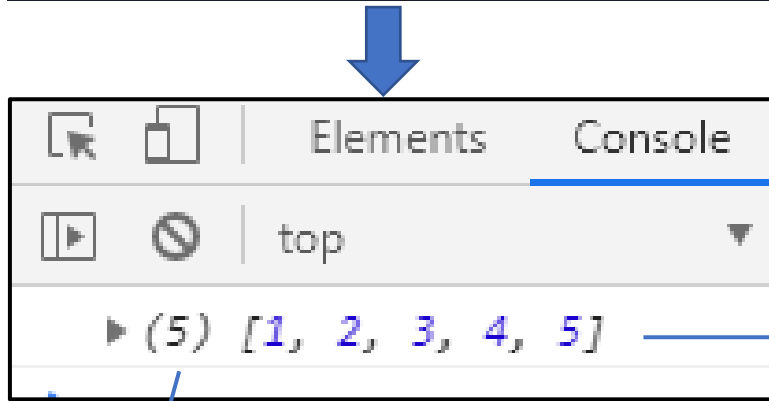 Elements Console
top
(5) [1, 2, 3, 4, 5]